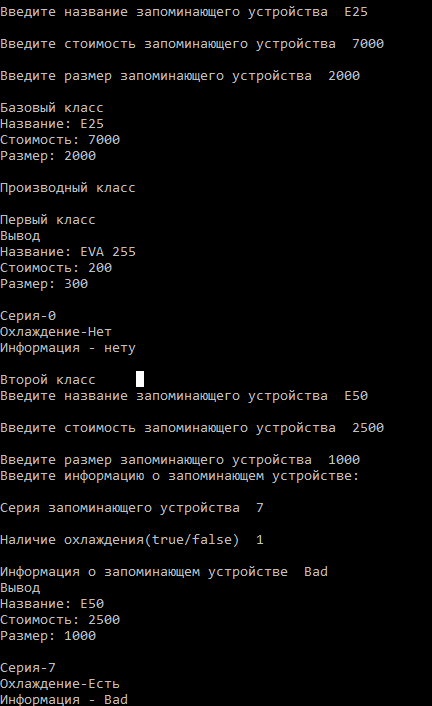 Введите название запоминающего устройства  E25
Введите стоимость запоминающего устройства  7000
Введите размер запоминающего устройства  2000
Базовый класс
Название: E25
Стоимость: 7000
Размер: 2000
Производный класс
Первый класс
Вывод
Название: EVA 255
Стоимость: 200
Размер: 300
Серия-0
Охлаждение-Нет
Информация - нету
Второй класс
Введите название запоминающего устройства  E50
Введите стоимость запоминающего устройства  2500
Введите размер запоминающего устройства  1000
Введите информацию о запоминающем устройстве:
Серия запоминающего устройства  7
Наличие охлаждения(true/false)  1
Информация о запоминающем устройстве  Bad
Вывод
Название: E50
Стоимость: 2500
Размер: 1000
Серия-7
Охлаждение-Есть
Информация - Bad